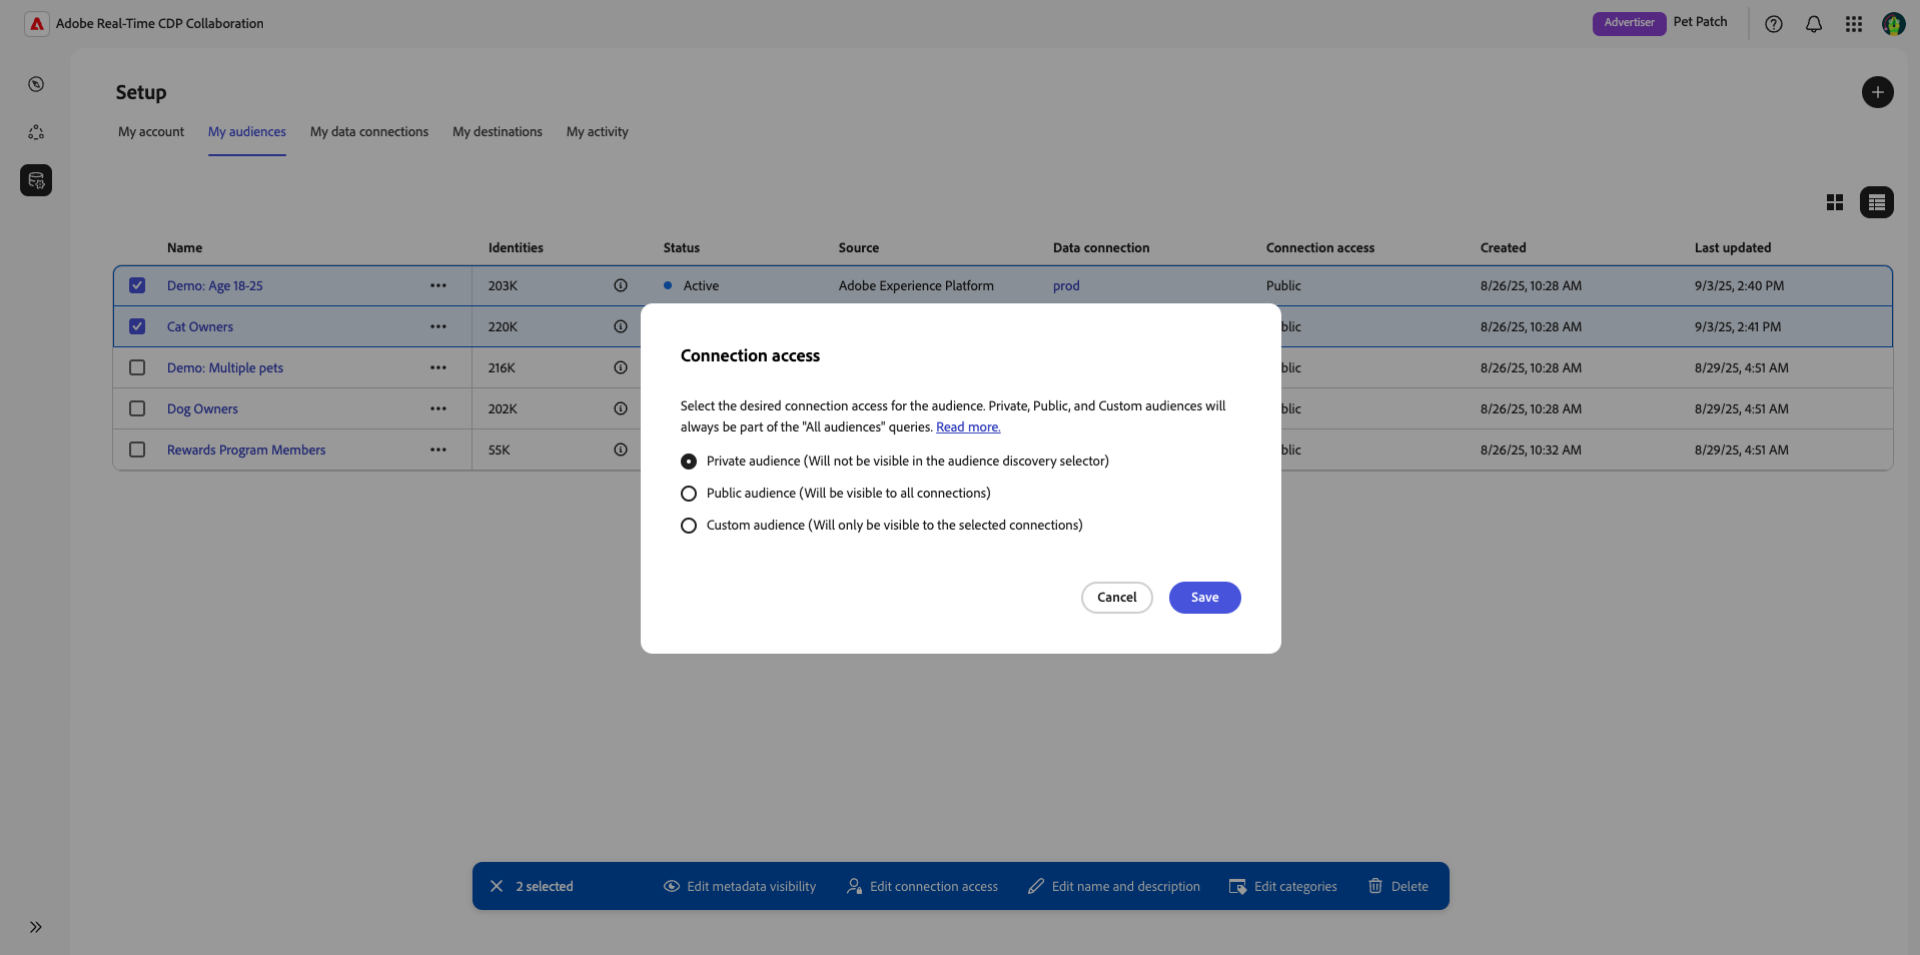 Adobe Real-Time CDP Collaboration
Advertiser Pet Patch
Setup
My account My audiences My data connections My destinations My activity
Name Identities Status Source Data connection Connection access Created Last updated
Demo: Age 18-25 203K Active Adobe Experience Platform prod Public 8/26/25, 10:28 AM 9/3/25, 2:40 PM
Cat Owners 220K blic 8/26/25, 10:28 AM 9/3/25, 2:41 PM
Demo: Multiple pets 216K blic 8/26/25, 10:28 AM 8/29/25, 4:51 AM
Dog Owners 202K blic 8/26/25, 10:28 AM 8/29/25, 4:51 AM
Rewards Program Members 55K blic 8/26/25, 10:32 AM 8/29/25, 4:51 AM
Connection access
Select the desired connection access for the audience. Private, Public, and Custom audiences will
always be part of the "All audiences" queries. Read more.
Private audience (Will not be visible in the audience discovery selector)
Public audience (Will be visible to all connections)
Custom audience (Will only be visible to the selected connections)
Cancel Save
2 selected Edit metadata visibility Edit connection access Edit name and description Edit categories Delete